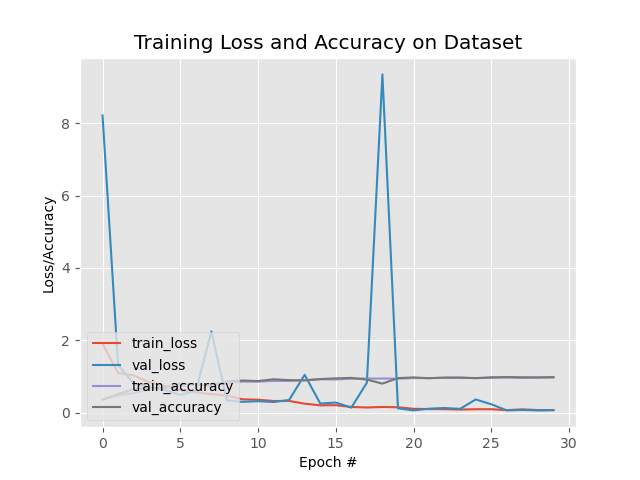 Training Loss and Accuracy on Dataset
Loss/Accuracy
8
6
4
2
0
train_loss
val_loss
train_accuracy
val_accuracy
0 5 10 15 20 25 30
Epoch #